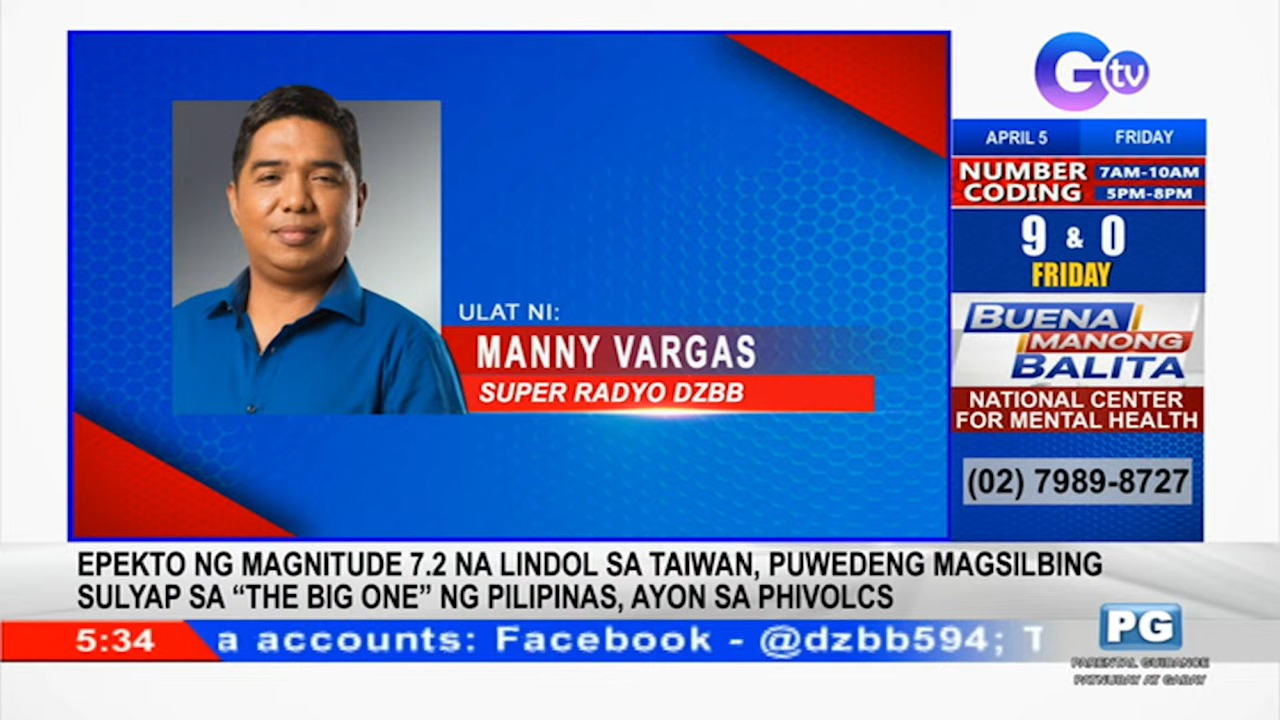 Gtv
APRIL 5 FRIDAY
NUMBER CODING 7AM-10AM
5PM-8PM
9 & 0
FRIDAY
BUENA
MANONG
BALITA
NATIONAL CENTER
FOR MENTAL HEALTH
(02) 7989-8727
ULAT NI:
MANNY VARGAS
SUPER RADYO DZBB
EPEKTO NG MAGNITUDE 7.2 NA LINDOL SA TAIWAN, PUWEDENG MAGSILBING
SULYAP SA “THE BIG ONE” NG PILIPINAS, AYON SA PHIVOLCS
5:34 a accounts: Facebook - @dzbb594; T
PG
PARENTAL GUIDANCE
PATNUBAY AT GABAY